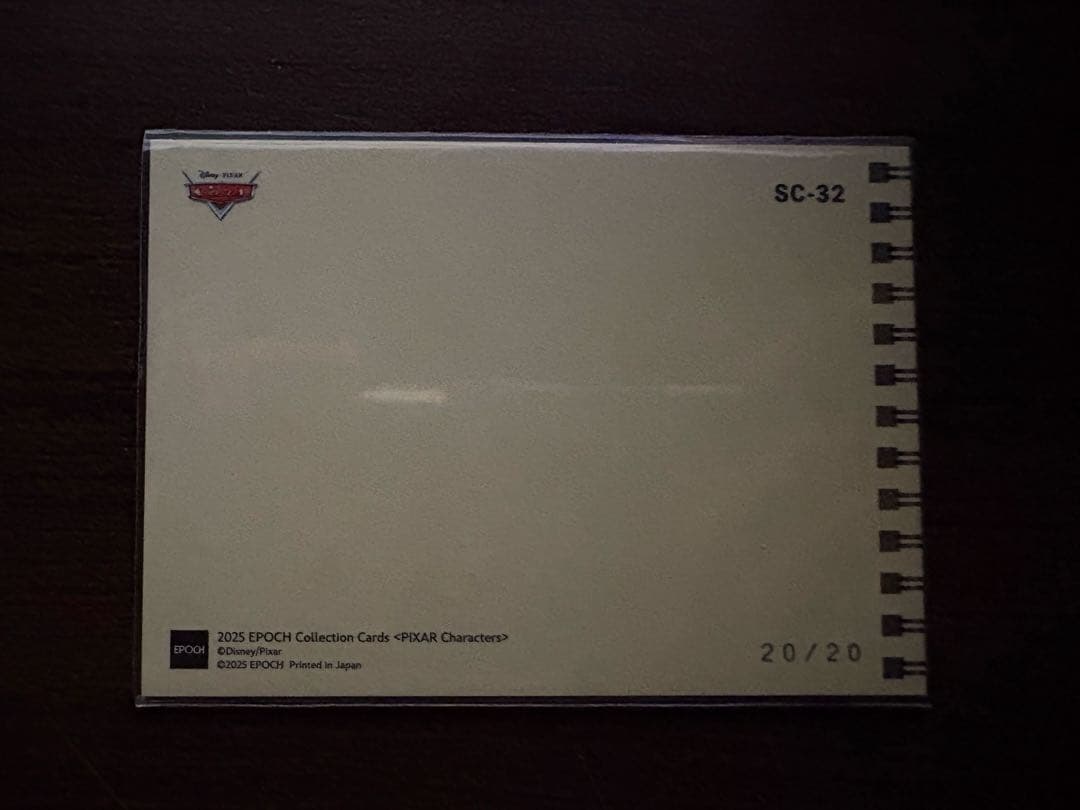 Disney · PIXAR
Cars
SC-32
EPOCH
2025 EPOCH Collection Cards <PIXAR Characters>
©Disney/Pixar
©2025 EPOCH Printed in Japan
20/20